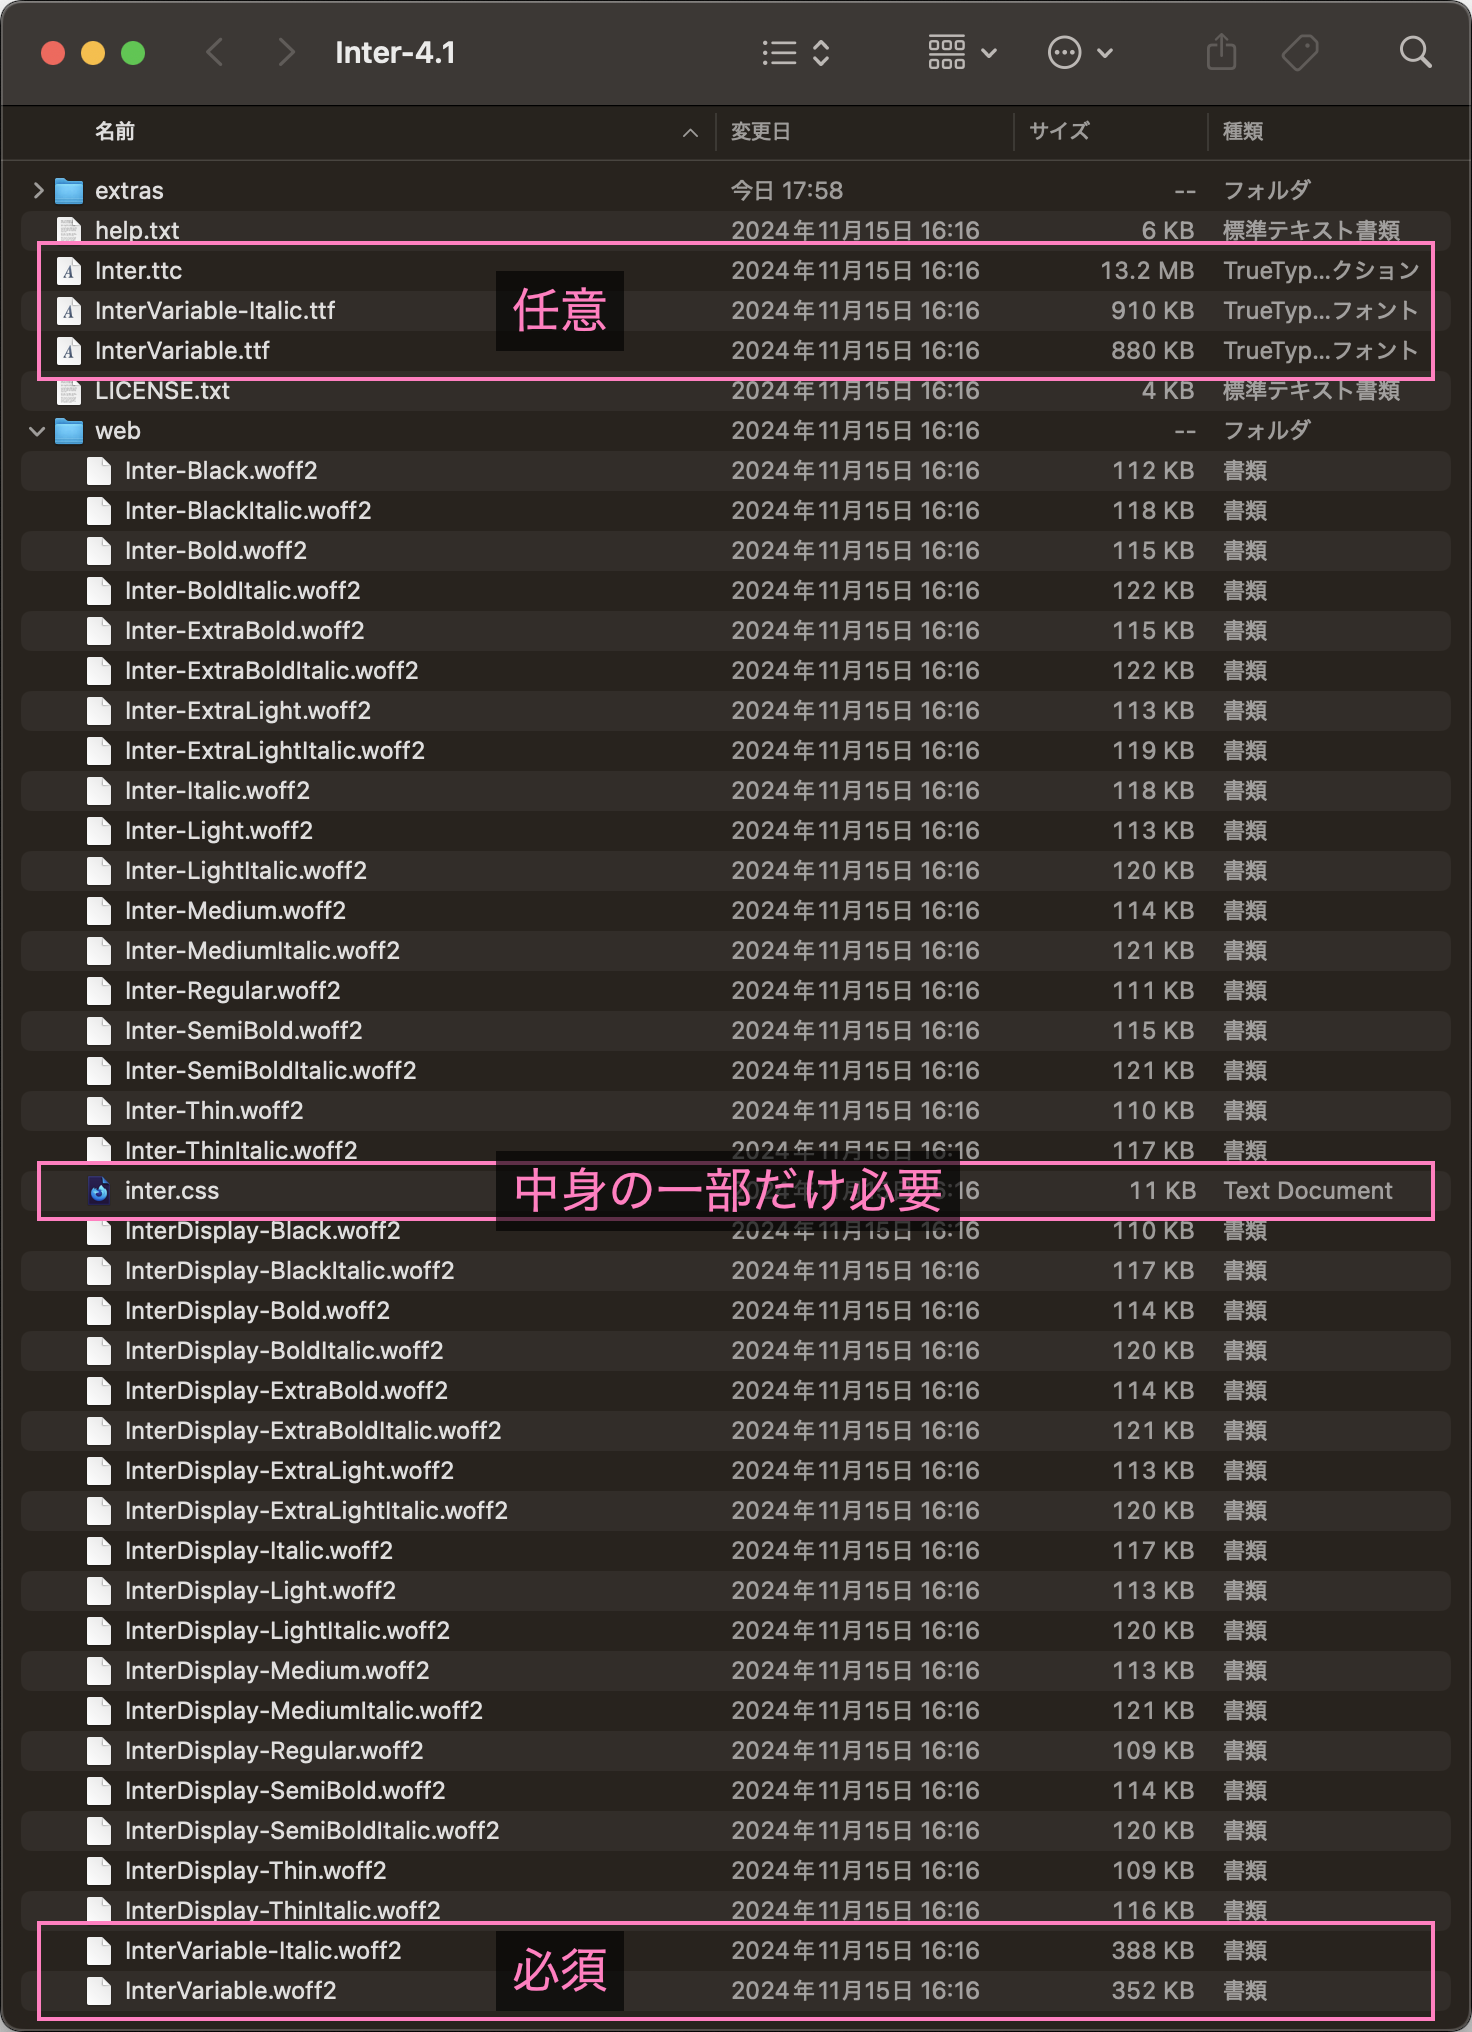 Inter-4.1
名前 変更日 サイズ 種類
extras 今日 17:58 -- フォルダ
help.txt 2024年11月15日 16:16 6 KB 標準テキスト書類
Inter.ttc 2024年11月15日 16:16 13.2 MB TrueTyp...クション
任意
InterVariable-Italic.ttf 2024年11月15日 16:16 910 KB TrueTyp...フォント
InterVariable.ttf 2024年11月15日 16:16 880 KB TrueTyp...フォント
LICENSE.txt 2024年11月15日 16:16 4 KB 標準テキスト書類
web 2024年11月15日 16:16 -- フォルダ
Inter-Black.woff2 2024年11月15日 16:16 112 KB 書類
Inter-BlackItalic.woff2 2024年11月15日 16:16 118 KB 書類
Inter-Bold.woff2 2024年11月15日 16:16 115 KB 書類
Inter-BoldItalic.woff2 2024年11月15日 16:16 122 KB 書類
Inter-ExtraBold.woff2 2024年11月15日 16:16 115 KB 書類
Inter-ExtraBoldItalic.woff2 2024年11月15日 16:16 122 KB 書類
Inter-ExtraLight.woff2 2024年11月15日 16:16 113 KB 書類
Inter-ExtraLightItalic.woff2 2024年11月15日 16:16 119 KB 書類
Inter-Italic.woff2 2024年11月15日 16:16 118 KB 書類
Inter-Light.woff2 2024年11月15日 16:16 113 KB 書類
Inter-LightItalic.woff2 2024年11月15日 16:16 120 KB 書類
Inter-Medium.woff2 2024年11月15日 16:16 114 KB 書類
Inter-MediumItalic.woff2 2024年11月15日 16:16 121 KB 書類
Inter-Regular.woff2 2024年11月15日 16:16 111 KB 書類
Inter-SemiBold.woff2 2024年11月15日 16:16 115 KB 書類
Inter-SemiBoldItalic.woff2 2024年11月15日 16:16 121 KB 書類
Inter-Thin.woff2 2024年11月15日 16:16 110 KB 書類
Inter-ThinItalic.woff2 2024年11月15日 16:16 117 KB 書類
inter.css 中身の一部だけ必要 16 11 KB Text Document
InterDisplay-Black.woff2 2024年11月15日 16:16 110 KB 書類
InterDisplay-BlackItalic.woff2 2024年11月15日 16:16 117 KB 書類
InterDisplay-Bold.woff2 2024年11月15日 16:16 114 KB 書類
InterDisplay-BoldItalic.woff2 2024年11月15日 16:16 120 KB 書類
InterDisplay-ExtraBold.woff2 2024年11月15日 16:16 114 KB 書類
InterDisplay-ExtraBoldItalic.woff2 2024年11月15日 16:16 121 KB 書類
InterDisplay-ExtraLight.woff2 2024年11月15日 16:16 113 KB 書類
InterDisplay-ExtraLightItalic.woff2 2024年11月15日 16:16 120 KB 書類
InterDisplay-Italic.woff2 2024年11月15日 16:16 117 KB 書類
InterDisplay-Light.woff2 2024年11月15日 16:16 113 KB 書類
InterDisplay-LightItalic.woff2 2024年11月15日 16:16 120 KB 書類
InterDisplay-Medium.woff2 2024年11月15日 16:16 113 KB 書類
InterDisplay-MediumItalic.woff2 2024年11月15日 16:16 121 KB 書類
InterDisplay-Regular.woff2 2024年11月15日 16:16 109 KB 書類
InterDisplay-SemiBold.woff2 2024年11月15日 16:16 114 KB 書類
InterDisplay-SemiBoldItalic.woff2 2024年11月15日 16:16 120 KB 書類
InterDisplay-Thin.woff2 2024年11月15日 16:16 109 KB 書類
InterDisplay-ThinItalic.woff2 2024年11月15日 16:16 116 KB 書類
InterVariable-Italic.woff2 2024年11月15日 16:16 388 KB 書類
必須
InterVariable.woff2 2024年11月15日 16:16 352 KB 書類